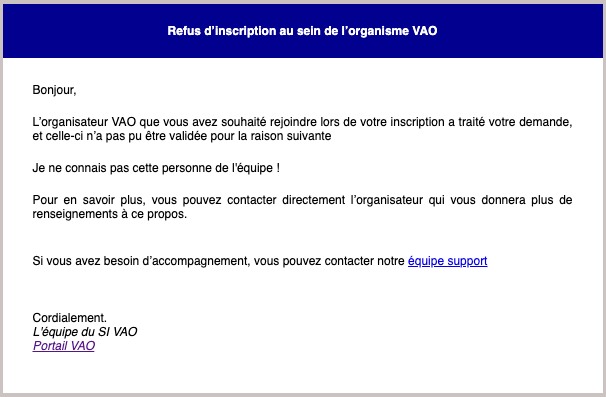 Refus d’inscription au sein de l’organisme VAO
Bonjour,
L’organisateur VAO que vous avez souhaité rejoindre lors de votre inscription a traité votre demande,
et celle-ci n’a pas pu être validée pour la raison suivante
Je ne connais pas cette personne de l'équipe !
Pour en savoir plus, vous pouvez contacter directement l’organisateur qui vous donnera plus de
renseignements à ce propos.
Si vous avez besoin d’accompagnement, vous pouvez contacter notre équipe support
Cordialement.
L’équipe du SI VAO
Portail VAO